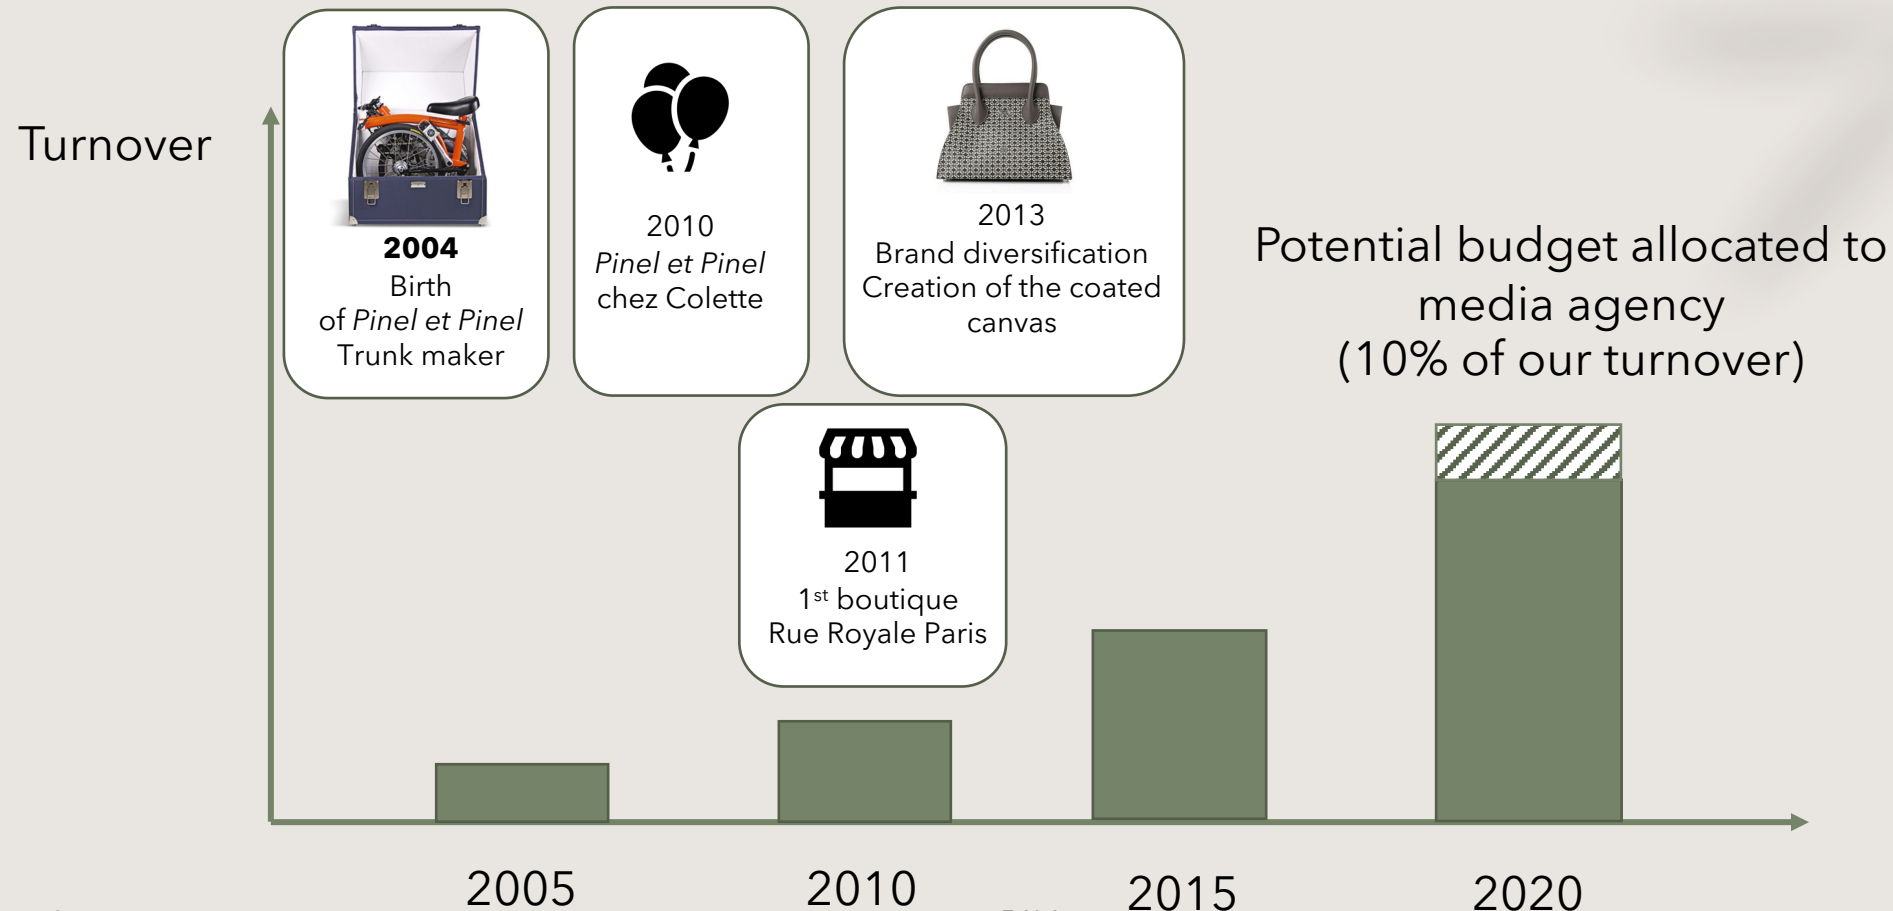 Turnover
2004
Birth
of Pinel et Pinel
Trunk maker
2010
Pinel et Pinel
chez Colette
2013
Brand diversification
Creation of the coated
canvas
2011
1st boutique
Rue Royale Paris
Potential budget allocated to
media agency
(10% of our turnover)
2005
2010
2015
2020